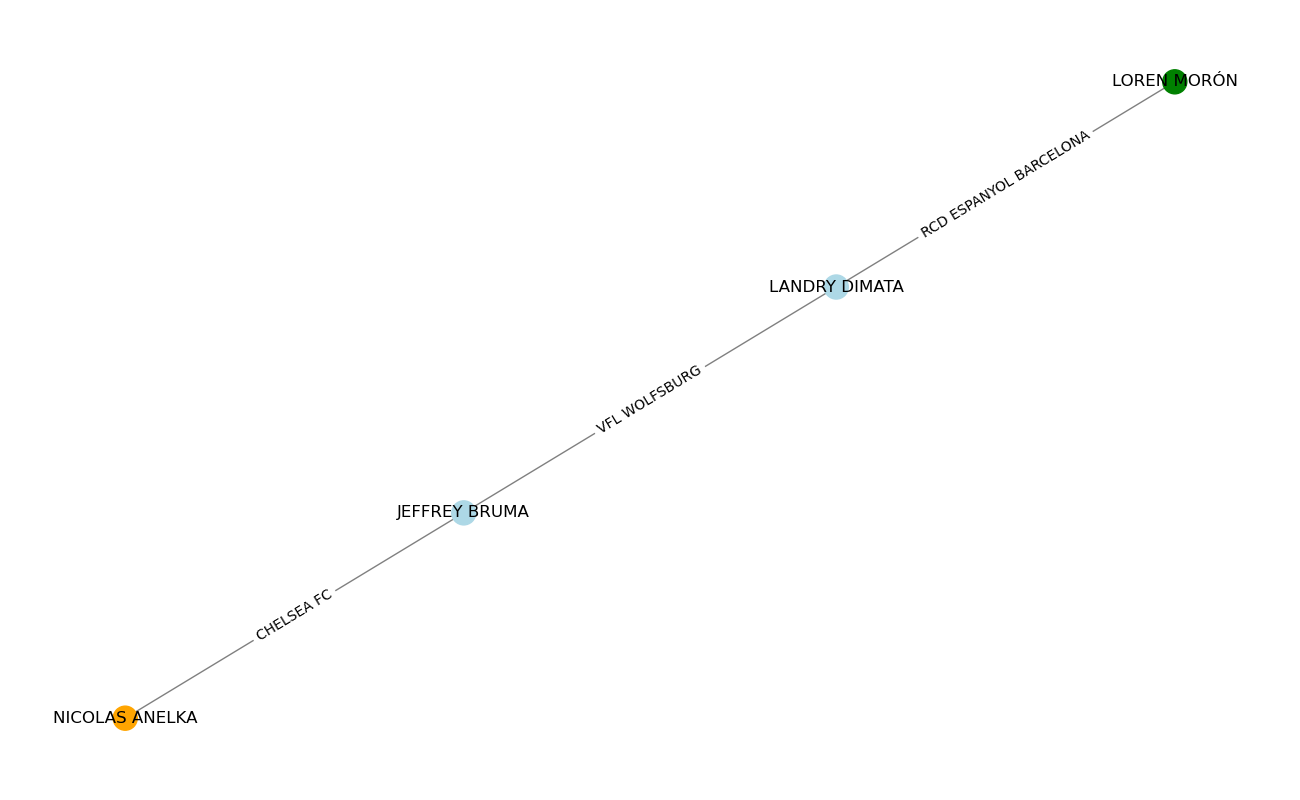 LOREN MORÓN
RCD ESPANYOL BARCELONA
LANDRY DIMATA
VFL WOLFSBURG
JEFFREY BRUMA
CHELSEA FC
NICOLAS ANELKA